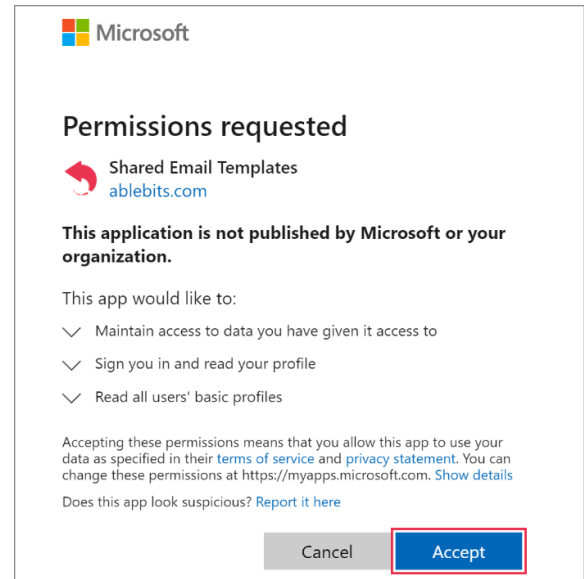 Microsoft
Permissions requested
Shared Email Templates
ablebits.com
This application is not published by Microsoft or your
organization.
This app would like to:
Maintain access to data you have given it access to
Sign you in and read your profile
Read all users' basic profiles
Accepting these permissions means that you allow this app to use your
data as specified in their terms of service and privacy statement. You can
change these permissions at https://myapps.microsoft.com. Show details
Does this app look suspicious? Report it here
Cancel Accept